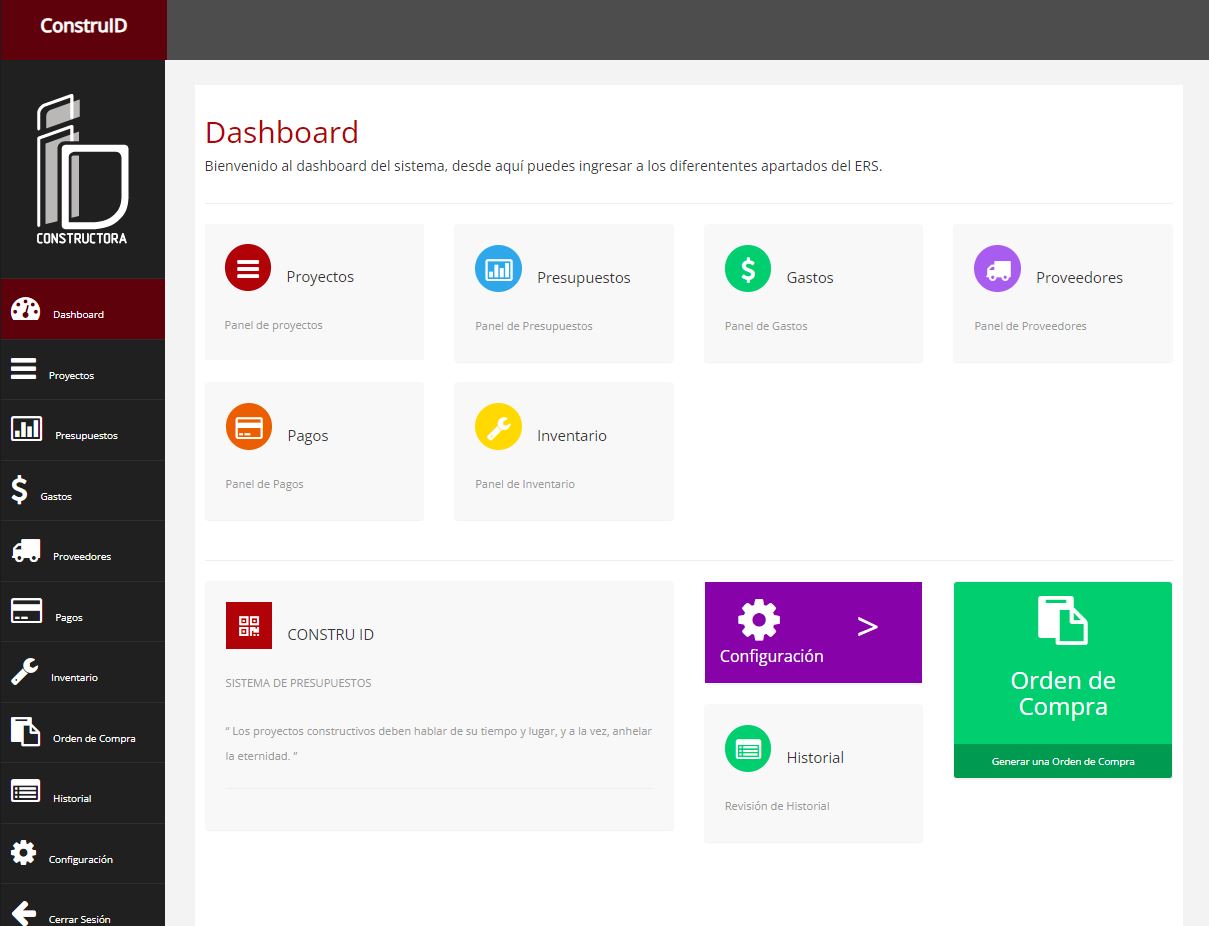 ConstruID
CONSTRUCTORA
Dashboard
Proyectos
Presupuestos
Gastos
Proveedores
Pagos
Inventario
Orden de Compra
Historial
Configuración
Cerrar Sesión
Dashboard
Bienvenido al dashboard del sistema, desde aquí puedes ingresar a los diferententes apartados del ERS.
Proyectos
Panel de proyectos
Presupuestos
Panel de Presupuestos
Gastos
Panel de Gastos
Proveedores
Panel de Proveedores
Pagos
Panel de Pagos
Inventario
Panel de Inventario
CONSTRU ID
SISTEMA DE PRESUPUESTOS
“ Los proyectos constructivos deben hablar de su tiempo y lugar, y a la vez, anhelar
la eternidad. ”
Configuración
>
Historial
Revisión de Historial
Orden de
Compra
Generar una Orden de Compra